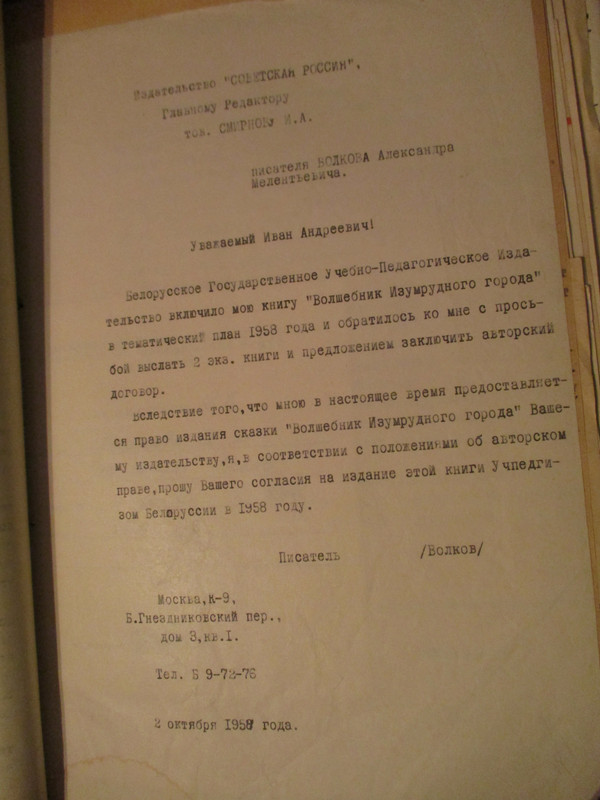 Издательство "СОВЕТСКАЯ РОССИЯ".
Главному Редактору
тов. СМИРНОВУ И.А.
писателя ВОЛКОВА Александра
Мелентьевича.
Уважаемый Иван Андреевич!
Белорусское Государственное Учебно-Педагогическое Изда-
тельство включило мою книгу "Волшебник Изумрудного города"
в тематический план 1958 года и обратилось ко мне с прось-
бой выслать 2 экз. книги и предложением заключить авторский
договор.
Вследствие того,что мною в настоящее время предоставляет-
ся право издания сказки "Волшебник Изумрудного города" Ваше-
му издательству,я,в соответствии с положениями об авторском
праве,прошу Вашего согласия на издание этой книги Учпедги-
зом Белоруссии в 1958 году.
Писатель /Волков/
Москва,К-9,
Б.Гнездниковский пер.,
дом 3,кв.I.
Тел. Б 9-73-76
2 октября 1957 года.